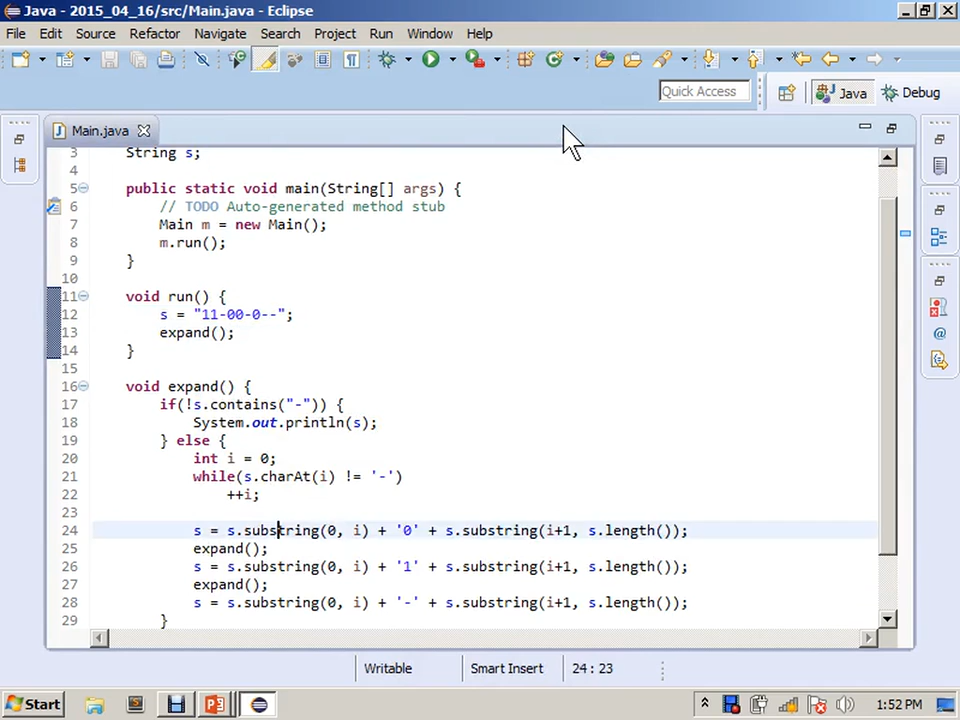 Java - 2015_04_16/src/Main.java - Eclipse
File Edit Source Refactor Navigate Search Project Run Window Help
Quick Access
Java
Debug
Main.java
3 String s;
4
5 public static void main(String[] args) {
6 // TODO Auto-generated method stub
7 Main m = new Main();
8 m.run();
9 }
10
11 void run() {
12 s = "11-00-0--";
13 expand();
14 }
15
16 void expand() {
17 if(!s.contains("-")) {
18 System.out.println(s);
19 } else {
20 int i = 0;
21 while(s.charAt(i) != '-')
22 ++i;
23
24 s = s.substring(0, i) + '0' + s.substring(i+1, s.length());
25 expand();
26 s = s.substring(0, i) + '1' + s.substring(i+1, s.length());
27 expand();
28 s = s.substring(0, i) + '-' + s.substring(i+1, s.length());
29 }
Writable Smart Insert 24 : 23
Start 1:52 PM